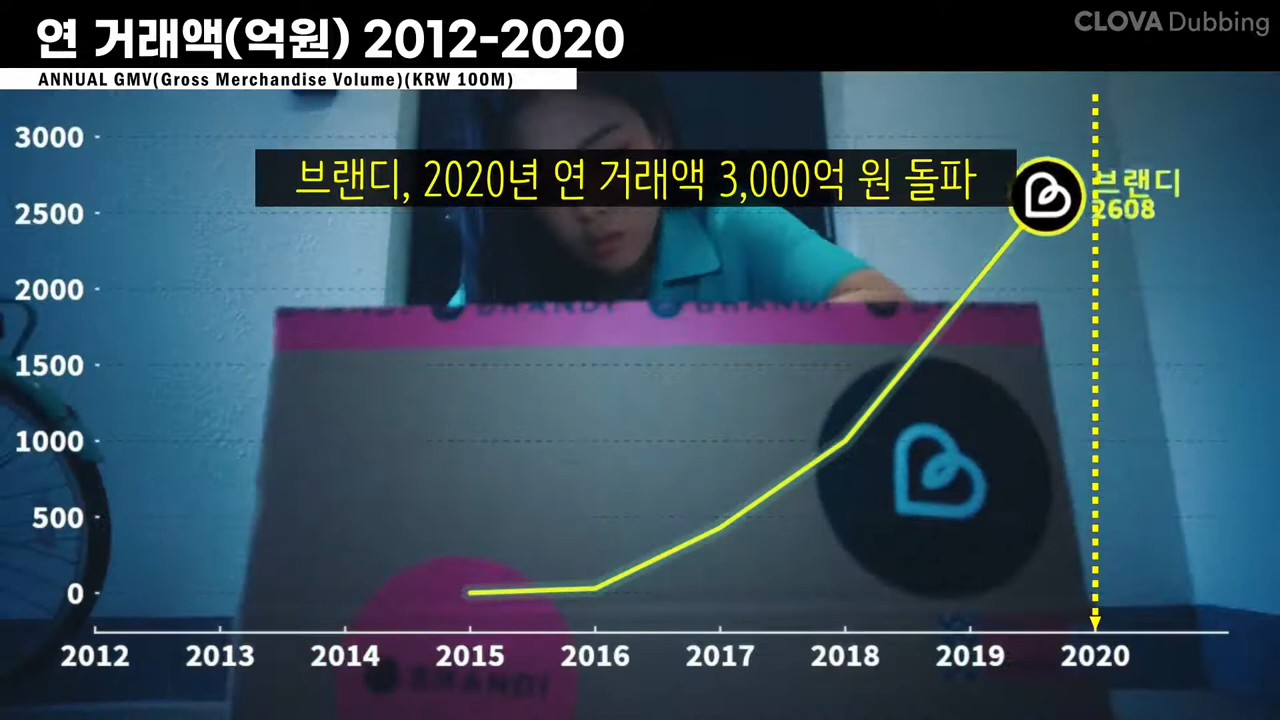 연 거래액(억원) 2012-2020
CLOVA Dubbing
ANNUAL GMV(Gross Merchandise Volume)(KRW 100M)
3000
브랜디, 2020년 연 거래액 3,000억 원 돌파
브랜디
2608
2500
2000
BRANDI BRANDI
1500
1000
500
0
2012 2013 2014 2015 2016 2017 2018 2019 2020
BRANDI